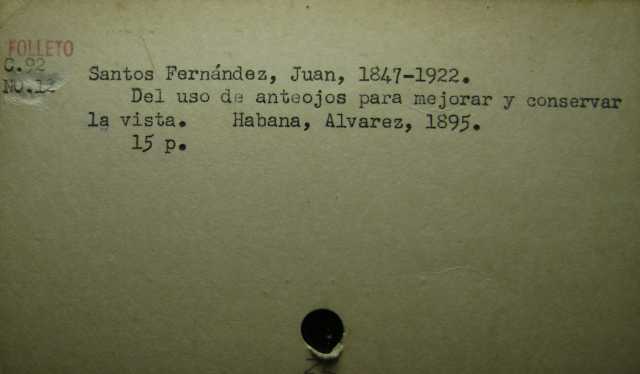 FOLLETO
C.92
Santos Fernández, Juan, 1847-1922.
Del uso de anteojos para mejorar y conservar
la vista. Habana, Alvarez, 1895.
15 p.